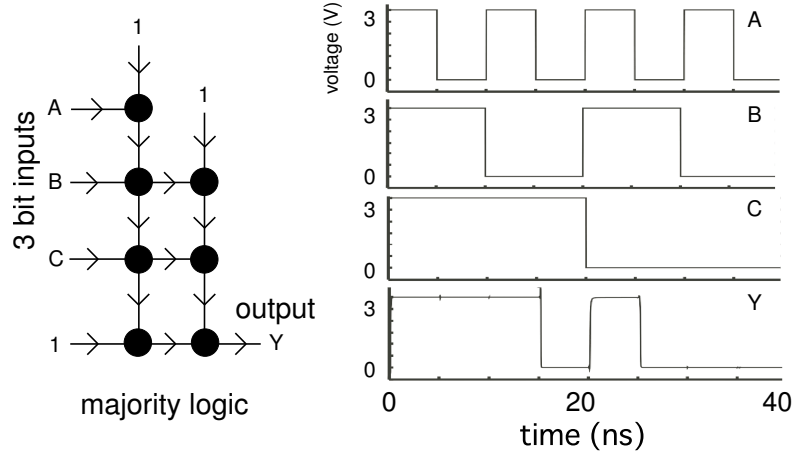 1
A
1
B
C
1
Y
3 bit inputs
output
majority logic
voltage (V)
3
0
A
3
0
B
3
0
C
3
0
Y
0 20 40
time (ns)